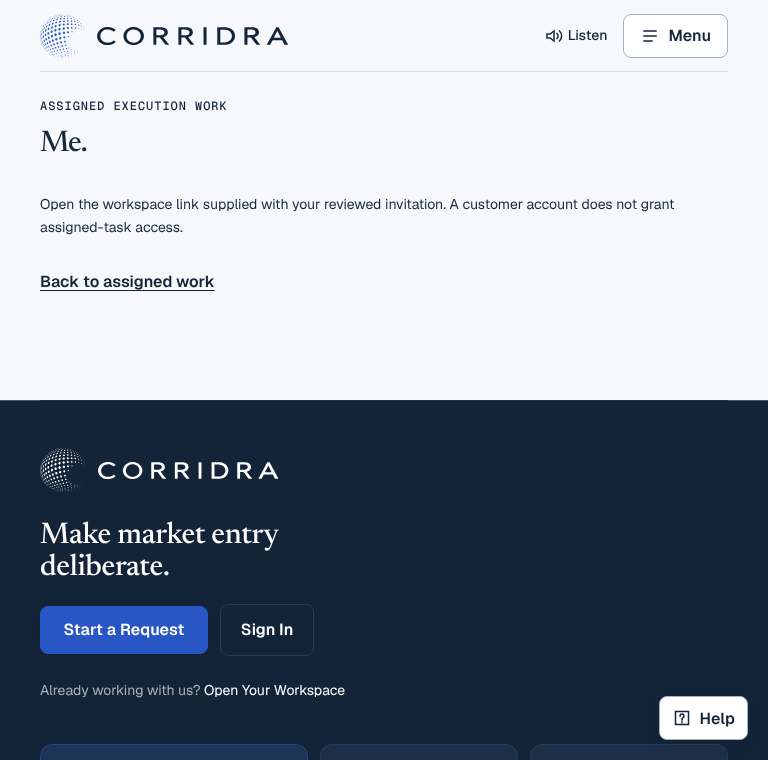 CORRIDRA
Listen
Menu
ASSIGNED EXECUTION WORK
Me.
Open the workspace link supplied with your reviewed invitation. A customer account does not grant
assigned-task access.
Back to assigned work
CORRIDRA
Make market entry
deliberate.
Start a Request
Sign In
Already working with us? Open Your Workspace
Help